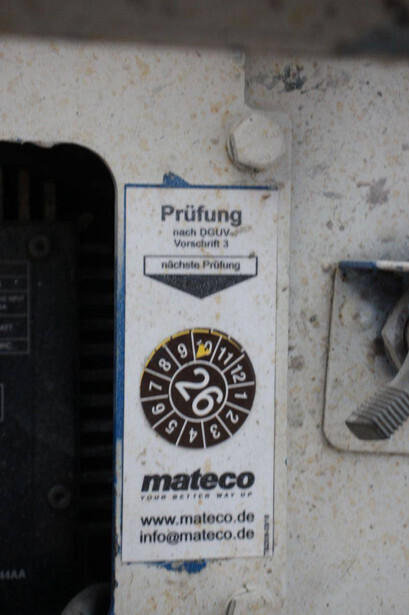 Prüfung
nach DGUV
Vorschrift 3
nächste Prüfung
8 9 10 11 12 1 2 3 4 5 6 7
26
mateco
YOUR BETTER WAY UP
www.mateco.de
info@mateco.de
44AA